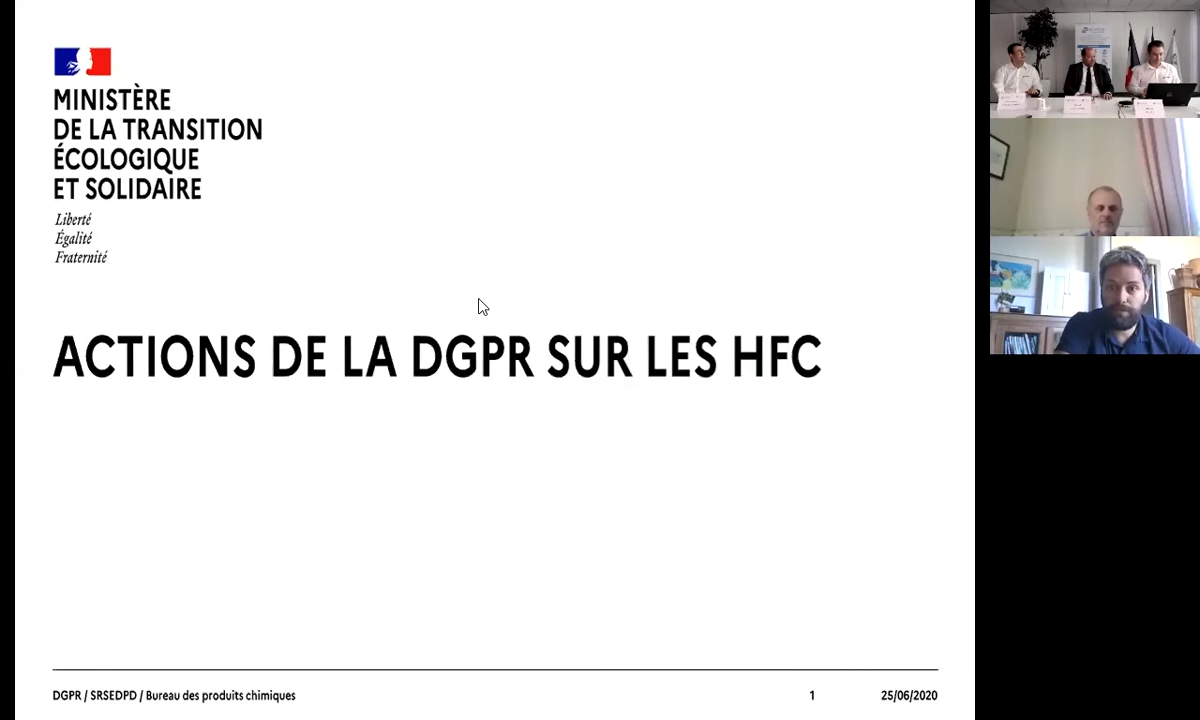 MINISTÈRE
DE LA TRANSITION
ÉCOLOGIQUE
ET SOLIDAIRE
Liberté
Égalité
Fraternité
ACTIONS DE LA DGPR SUR LES HFC
DGPR / SRSEDPD / Bureau des produits chimiques
1
25/06/2020